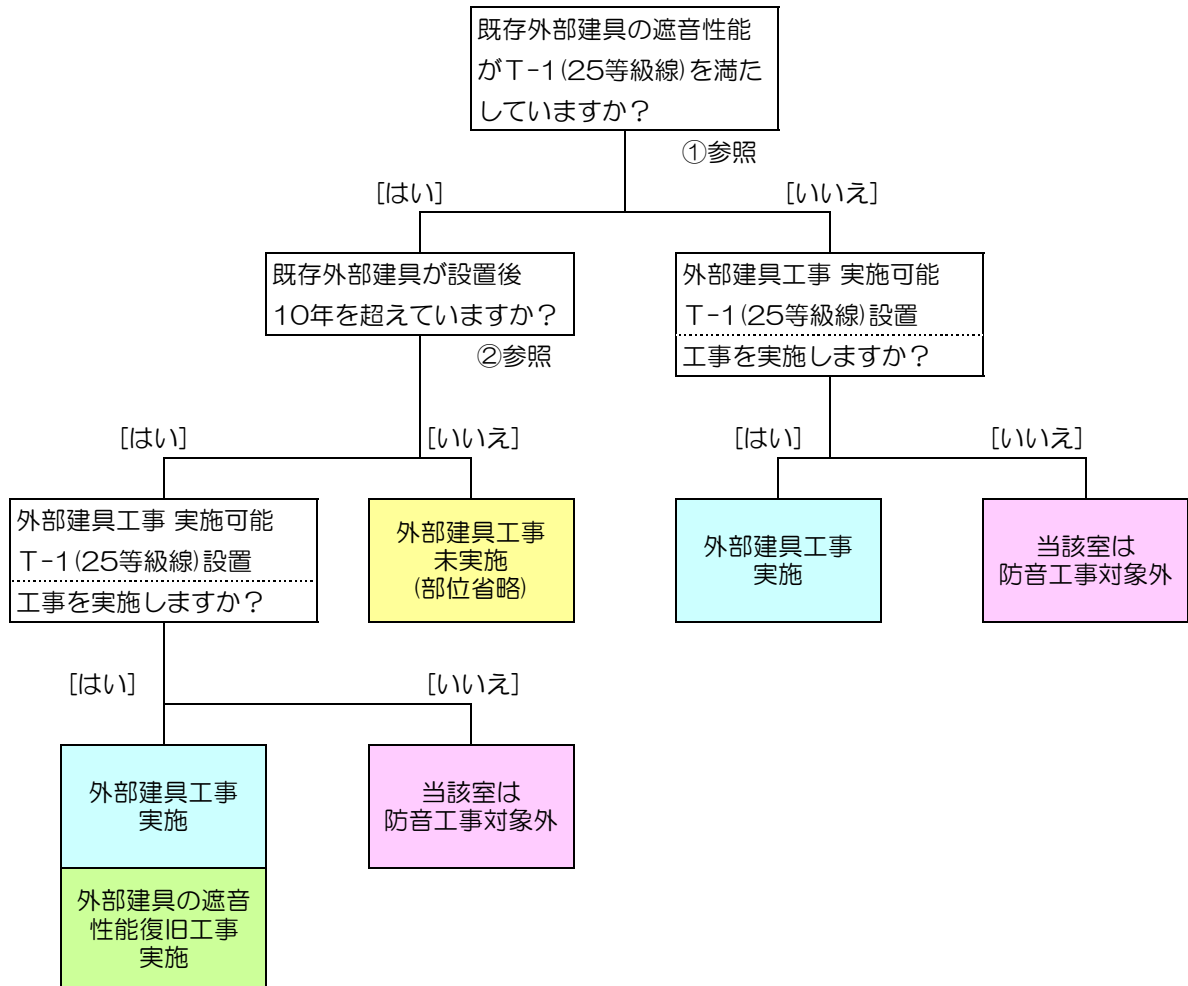 既存外部建具の遮音性能
がT-1(25等級線)を満た
していますか？
①参照
[はい]
[いいえ]
既存外部建具が設置後
10年を超えていますか？
②参照
外部建具工事 実施可能
T-1(25等級線)設置
工事を実施しますか？
[はい]
[いいえ]
[はい]
[いいえ]
外部建具工事 実施可能
T-1(25等級線)設置
工事を実施しますか？
外部建具工事
未実施
(部位省略)
外部建具工事
実施
当該室は
防音工事対象外
[はい]
[いいえ]
外部建具工事
実施
当該室は
防音工事対象外
外部建具の遮音
性能復旧工事
実施